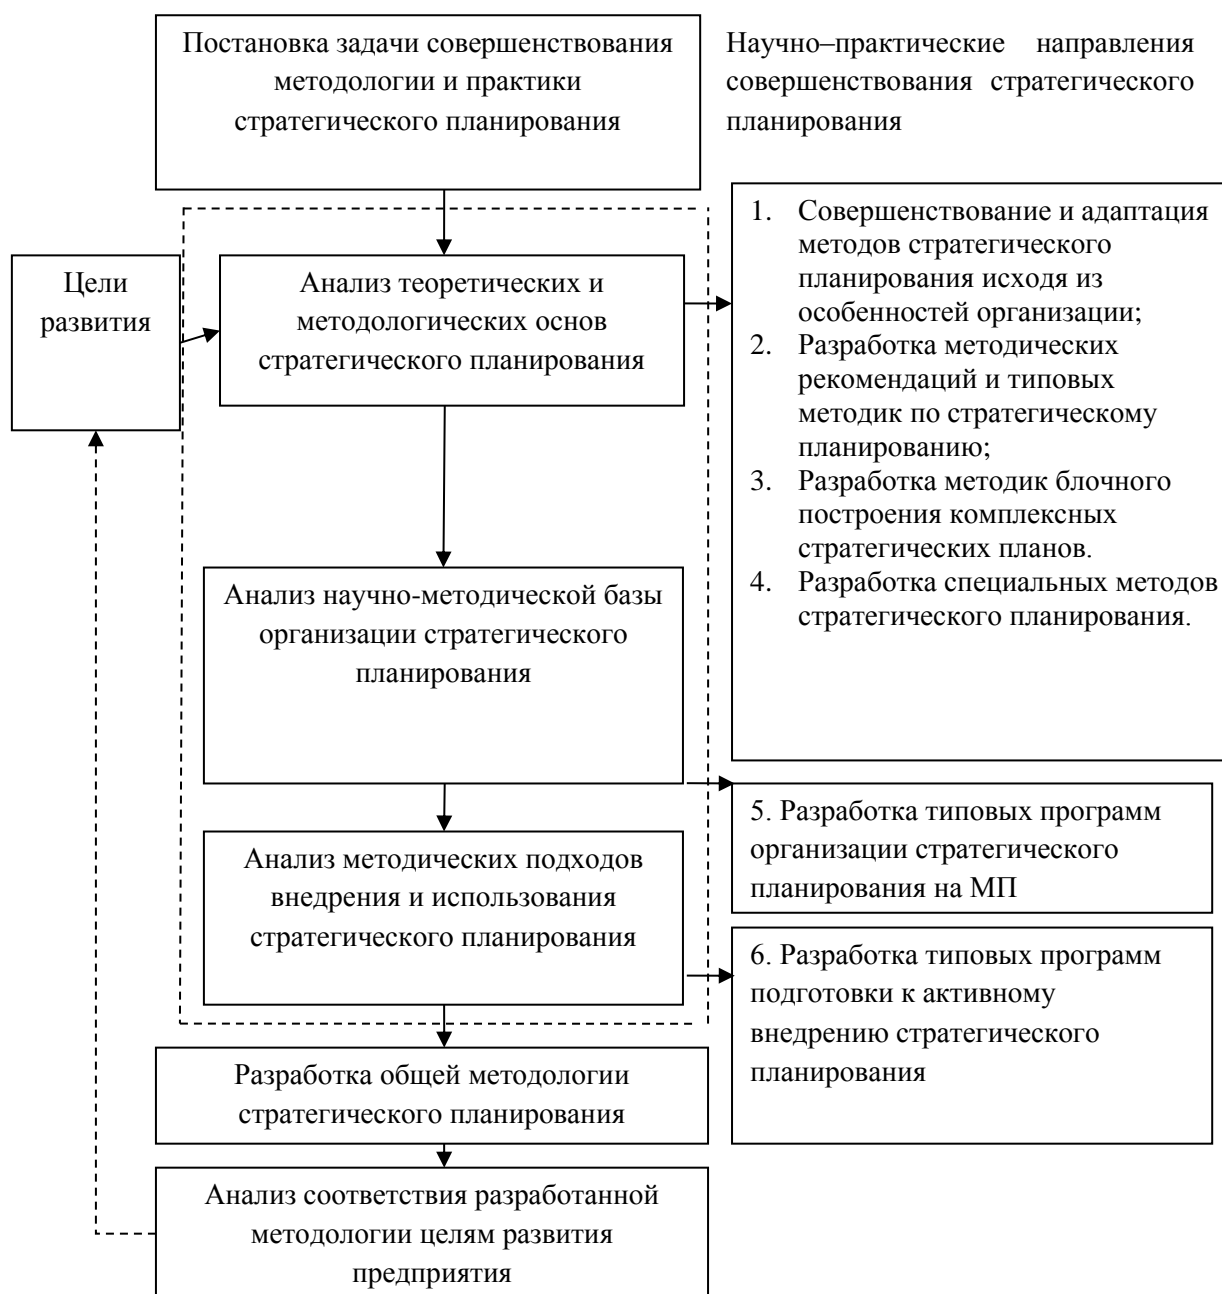 Постановка задачи совершенствования
методологии и практики
стратегического планирования
Научно–практические направления
совершенствования стратегического
планирования
Цели
развития
Анализ теоретических и
методологических основ
стратегического планирования
1. Совершенствование и адаптация
методов стратегического
планирования исходя из
особенностей организации;
2. Разработка методических
рекомендаций и типовых
методик по стратегическому
планированию;
3. Разработка методик блочного
построения комплексных
стратегических планов.
4. Разработка специальных методов
стратегического планирования.
Анализ научно-методической базы
организации стратегического
планирования
5. Разработка типовых программ
организации стратегического
планирования на МП
Анализ методических подходов
внедрения и использования
стратегического планирования
6. Разработка типовых программ
подготовки к активному
внедрению стратегического
планирования
Разработка общей методологии
стратегического планирования
Анализ соответствия разработанной
методологии целям развития
предприятия